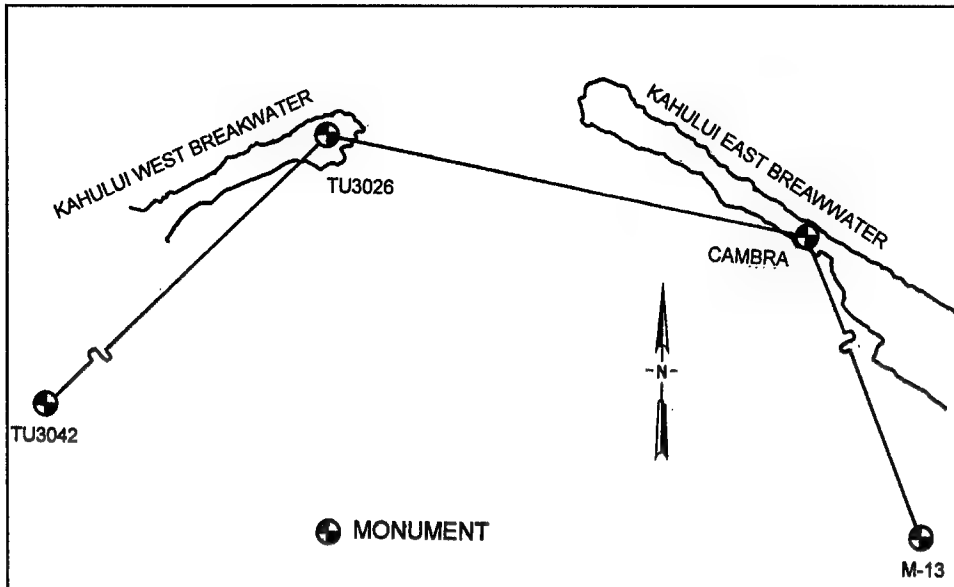 KAHULUI WEST BREAKWATER
KAHULUI EAST BREAWWATER
TU3026
CAMBRA
-N-
TU3042
MONUMENT
M-13